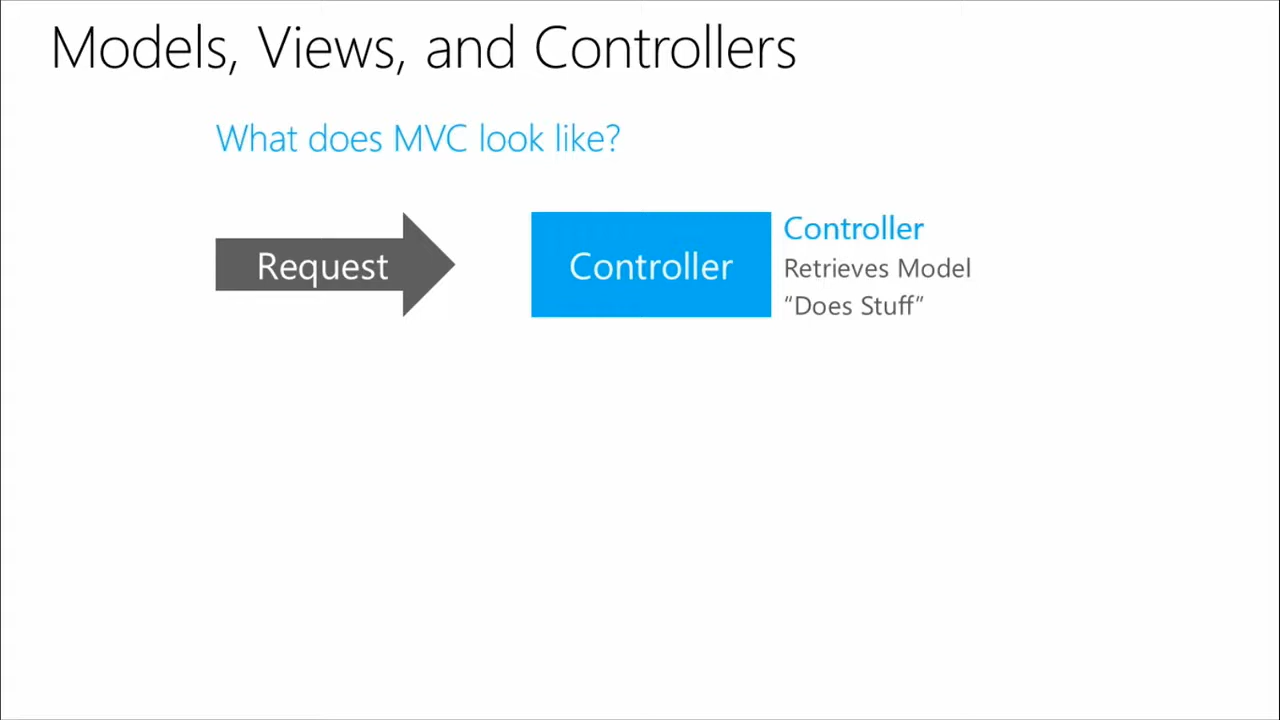 Models, Views, and Controllers
What does MVC look like?
Request
Controller
Controller
Retrieves Model
“Does Stuff”